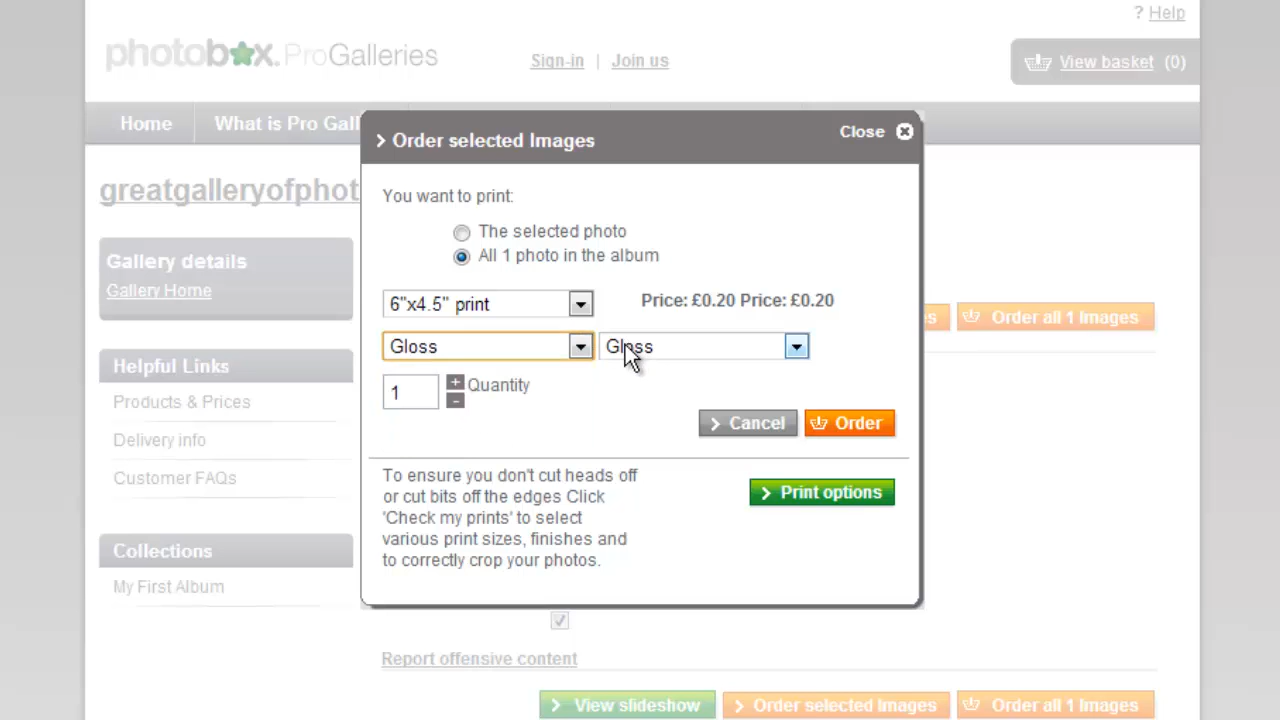 ? Help
photobox. ProGalleries
Sign-in | Join us
View basket (0)
Home
What is Pro Gall
Order selected Images
Close
greatgalleryofphot
You want to print:
The selected photo
All 1 photo in the album
Gallery details
Gallery Home
6"x4.5" print
Price: £0.20 Price: £0.20
s
Order all 1 Images
Gloss
Gloss
Helpful Links
1
+
-
Quantity
Products & Prices
Cancel
Order
Delivery info
Customer FAQs
To ensure you don't cut heads off
or cut bits off the edges Click
'Check my prints' to select
various print sizes, finishes and
to correctly crop your photos.
Print options
Collections
My First Album
Report offensive content
View slideshow
Order selected Images
Order all 1 Images